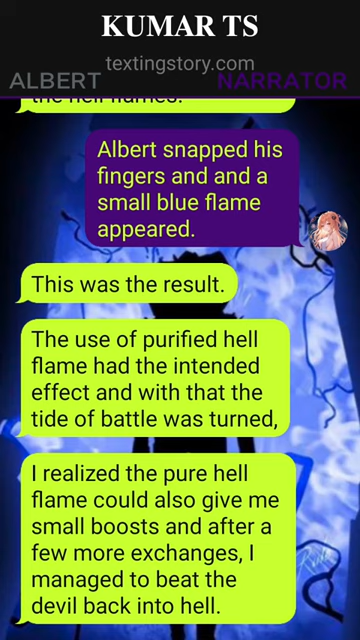 KUMAR TS
textingstory.com
ALBERT NARRATOR
the hell flames.
Albert snapped his
fingers and and a
small blue flame
appeared.
This was the result.
The use of purified hell
flame had the intended
effect and with that the
tide of battle was turned,
I realized the pure hell
flame could also give me
small boosts and after a
few more exchanges, I
managed to beat the
devil back into hell.